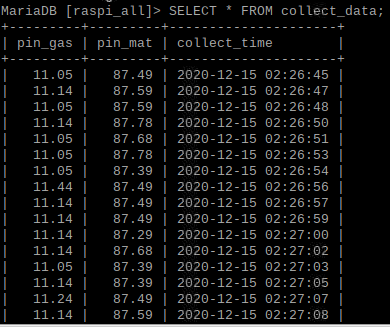 MariaDB [raspi_all]> SELECT * FROM collect_data;
+---------+---------+---------------------+
| pin_gas | pin_mat | collect_time        |
+---------+---------+---------------------+
|   11.05 |   87.49 | 2020-12-15 02:26:45 |
|   11.14 |   87.59 | 2020-12-15 02:26:47 |
|   11.05 |   87.59 | 2020-12-15 02:26:48 |
|   11.14 |   87.78 | 2020-12-15 02:26:50 |
|   11.05 |   87.68 | 2020-12-15 02:26:51 |
|   11.05 |   87.78 | 2020-12-15 02:26:53 |
|   11.05 |   87.39 | 2020-12-15 02:26:54 |
|   11.44 |   87.49 | 2020-12-15 02:26:56 |
|   11.14 |   87.49 | 2020-12-15 02:26:57 |
|   11.14 |   87.49 | 2020-12-15 02:26:59 |
|   11.14 |   87.29 | 2020-12-15 02:27:00 |
|   11.14 |   87.68 | 2020-12-15 02:27:02 |
|   11.05 |   87.39 | 2020-12-15 02:27:03 |
|   11.14 |   87.39 | 2020-12-15 02:27:05 |
|   11.24 |   87.49 | 2020-12-15 02:27:07 |
|   11.14 |   87.59 | 2020-12-15 02:27:08 |